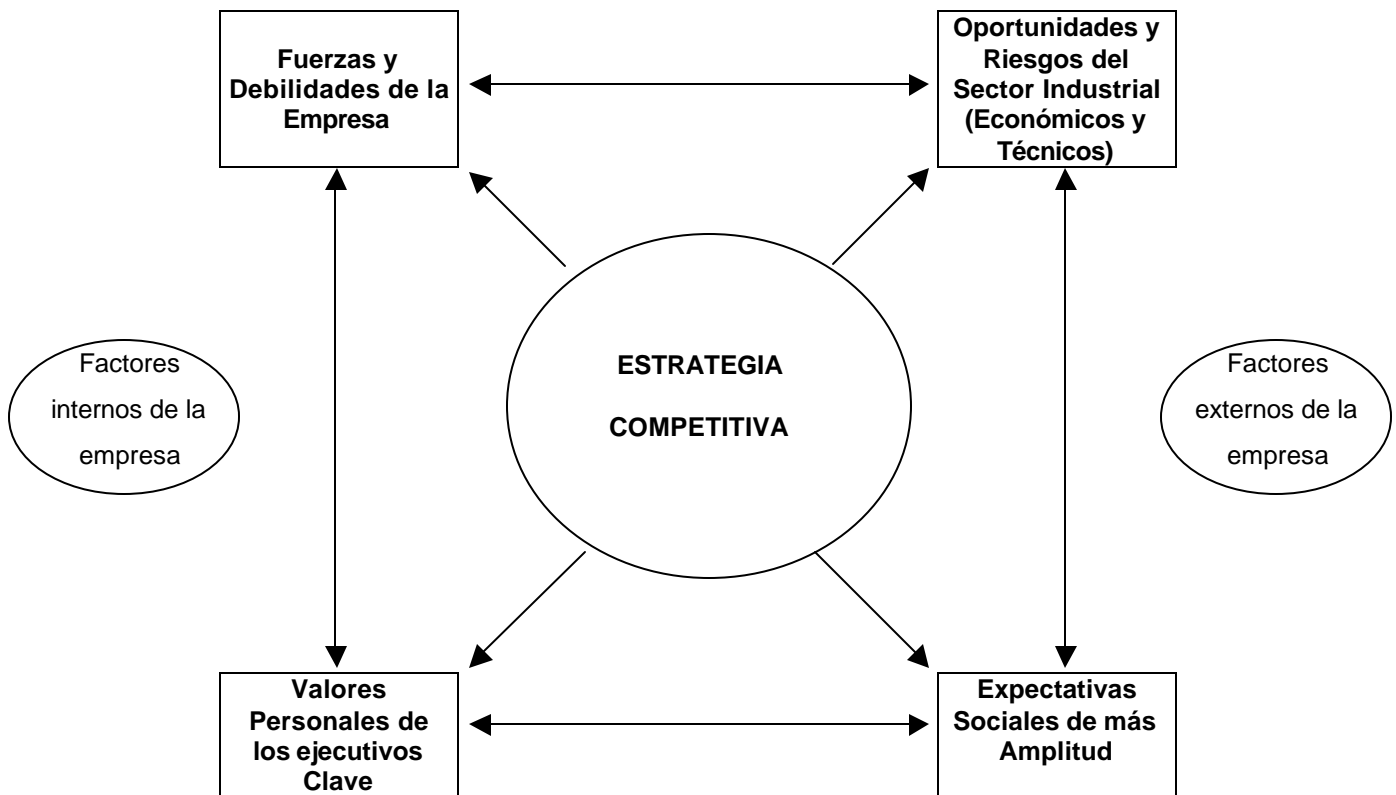 Fuerzas y
Debilidades de la
Empresa
Oportunidades y
Riesgos del
Sector Industrial
(Económicos y
Técnicos)
Factores
internos de la
empresa
ESTRATEGIA
COMPETITIVA
Factores
externos de la
empresa
Valores
Personales de
los ejecutivos
Clave
Expectativas
Sociales de más
Amplitud